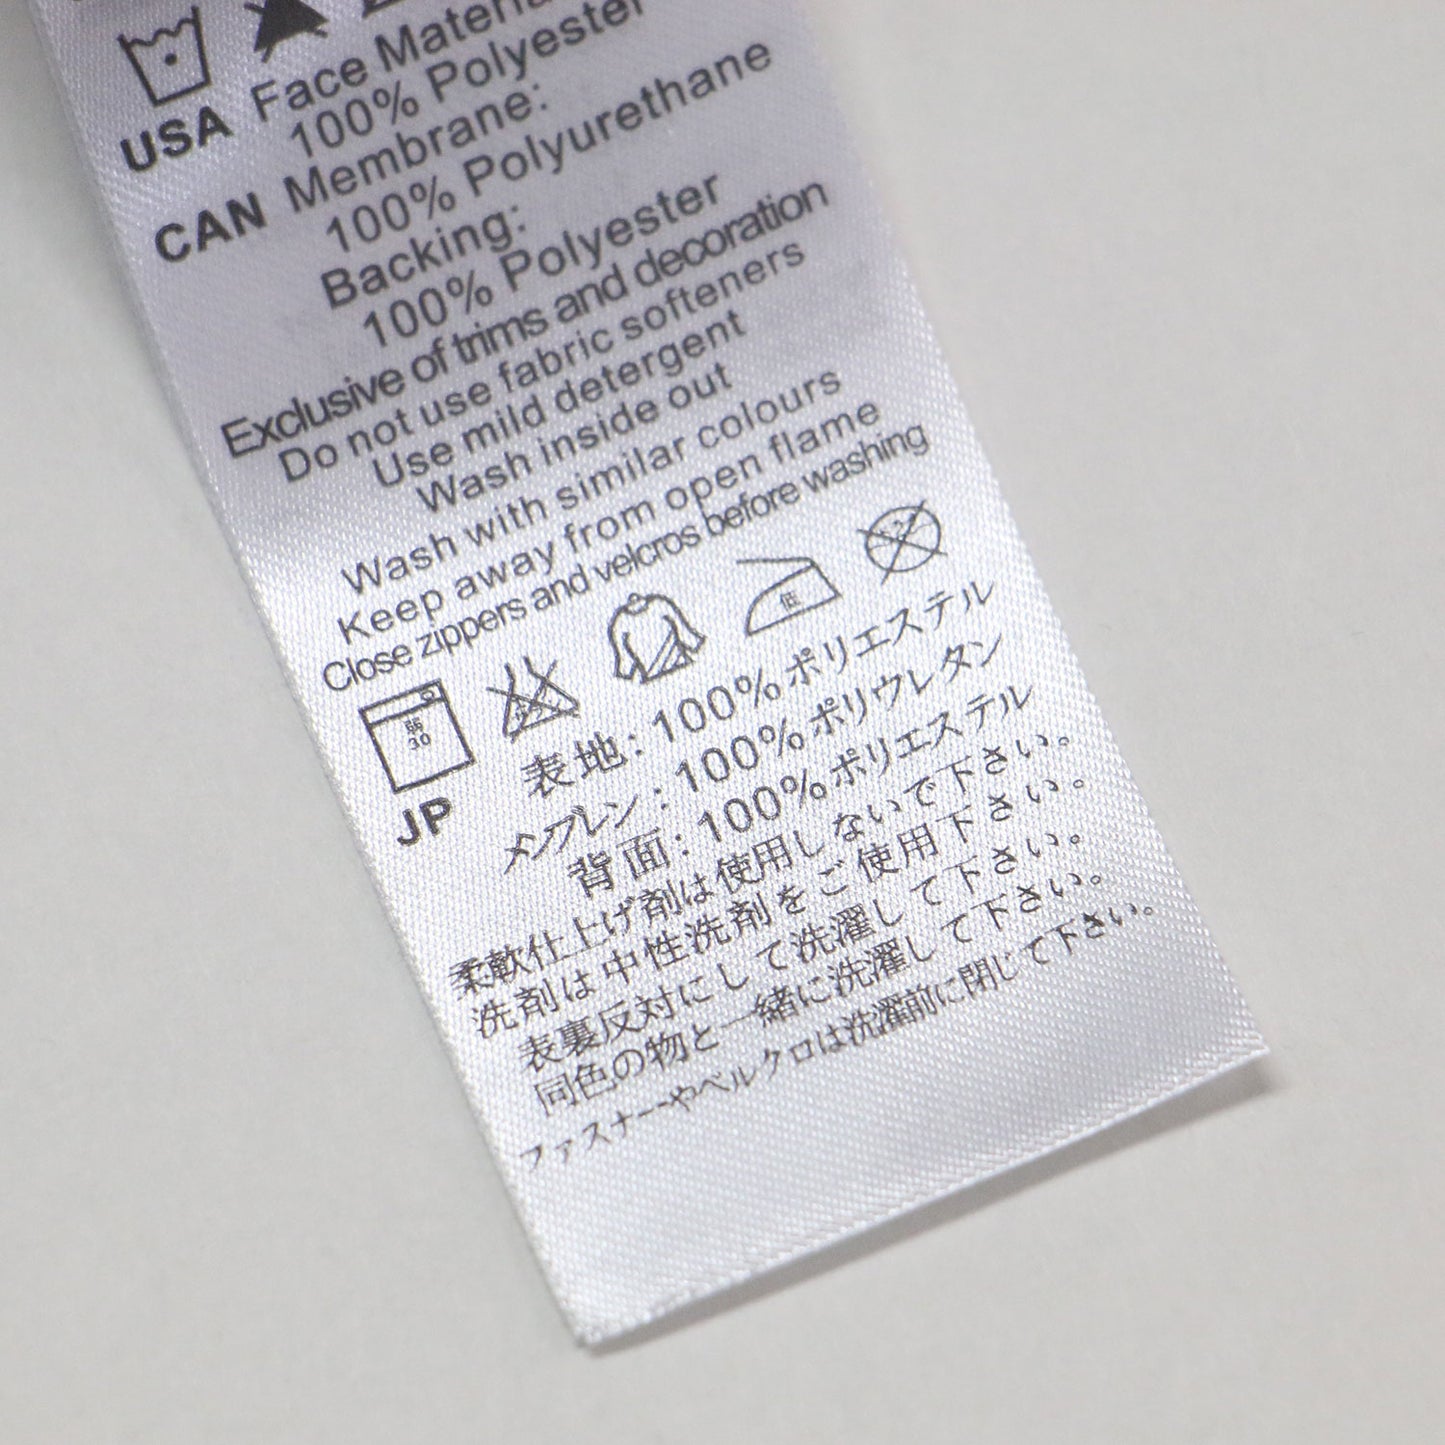 USA Face Material
100% Polyester
CAN Membrane:
100% Polyurethane
Backing:
100% Polyester
Exclusive of trims and decoration
Do not use fabric softeners
Use mild detergent
Wash inside out
Wash with similar colours
Keep away from open flame
Close zippers and velcros before washing
弱
30
低
JP
表地: 100%ポリエステル
メンブレン: 100%ポリウレタン
背面: 100%ポリエステル
柔軟仕上げ剤は使用しないで下さい。
洗剤は中性洗剤をご使用下さい。
表裏反対にして洗濯して下さい。
同色の物と一緒に洗濯して下さい。
ファスナーやベルクロは洗濯前に閉じて下さい。